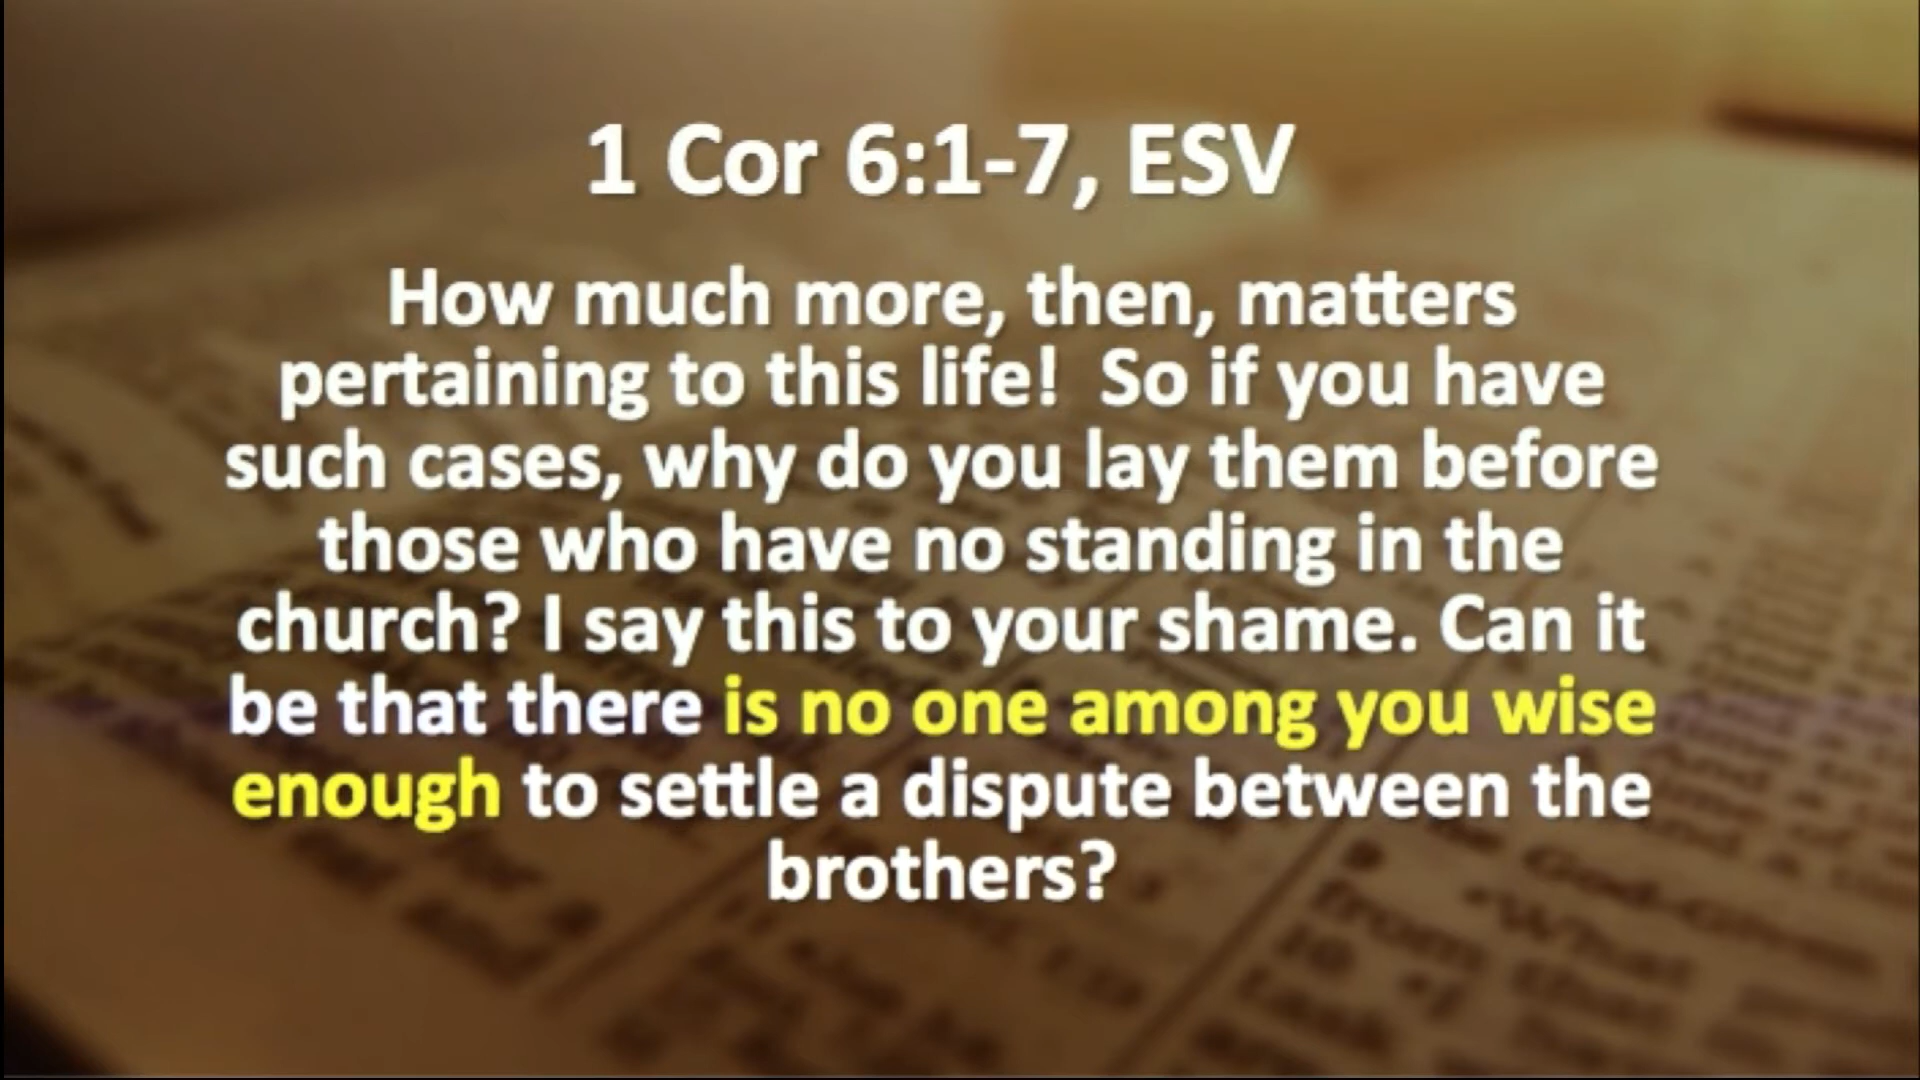 1 Cor 6:1-7, ESV
How much more, then, matters
pertaining to this life!  So if you have
such cases, why do you lay them before
those who have no standing in the
church? I say this to your shame. Can it
be that there is no one among you wise
enough to settle a dispute between the
brothers?